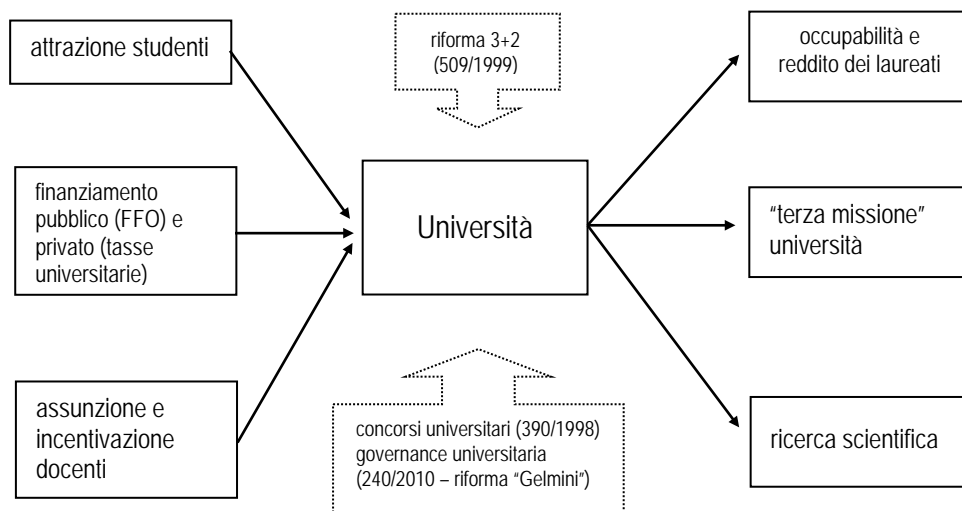 attrazione studenti
riforma 3+2
(509/1999)
occupabilità e
reddito dei laureati
finanziamento
pubblico (FFO) e
privato (tasse
universitarie)
Università
“terza missione”
università
assunzione e
incentivazione
docenti
concorsi universitari (390/1998)
governance universitaria
(240/2010 – riforma “Gelmini”)
ricerca scientifica